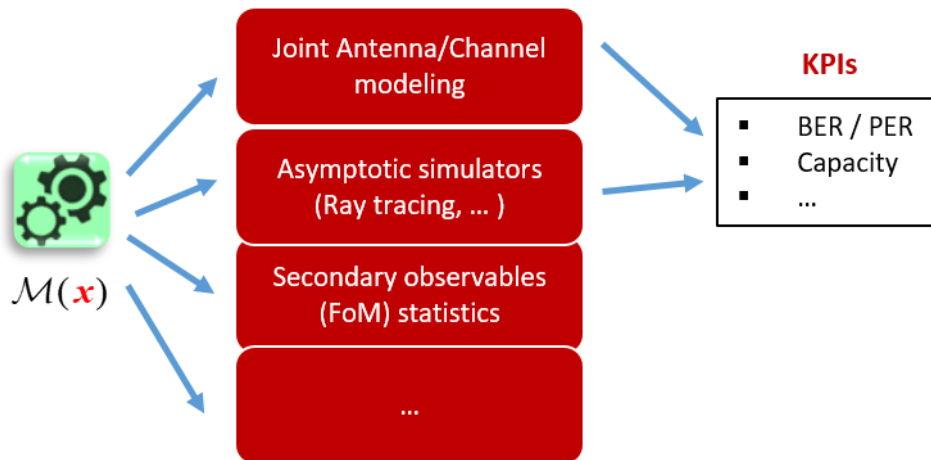 Joint Antenna/Channel
modeling
Asymptotic simulators
(Ray tracing, ... )
Secondary observables
(FoM) statistics
...
ℳ(𝒙)
KPIs
▪ BER / PER
▪ Capacity
▪ ...